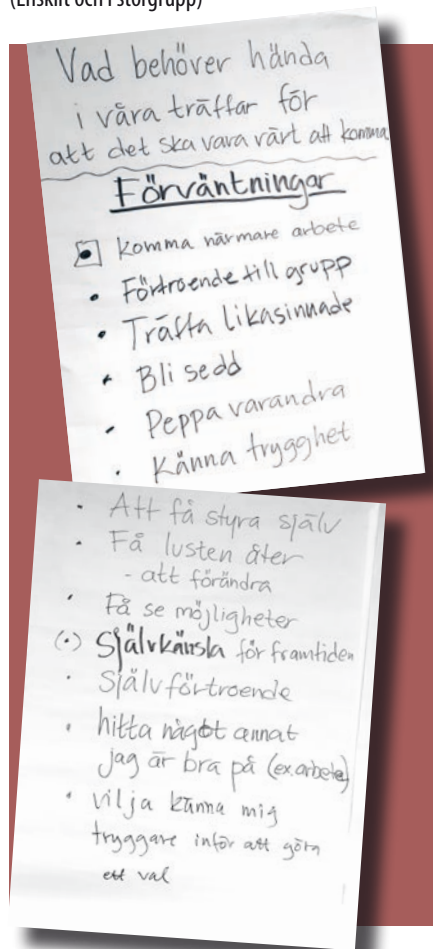 (Enskilt och i storgrupp)
Vad behöver hända
i våra träffar för
att det ska vara värt att komma
Förväntningar
• Komma närmare arbete
• Förtroende till grupp
• Träffa likasinnade
• Bli sedd
• Peppa varandra
• Känna trygghet
• Att få styra själv
• Få lusten åter
- att förändra
• Få se möjligheter
(•) Självkänsla för framtiden
• Självförtroende
• hitta något annat
jag är bra på (ex. arbete)
• vilja känna mig
tryggare inför att göra
ett val